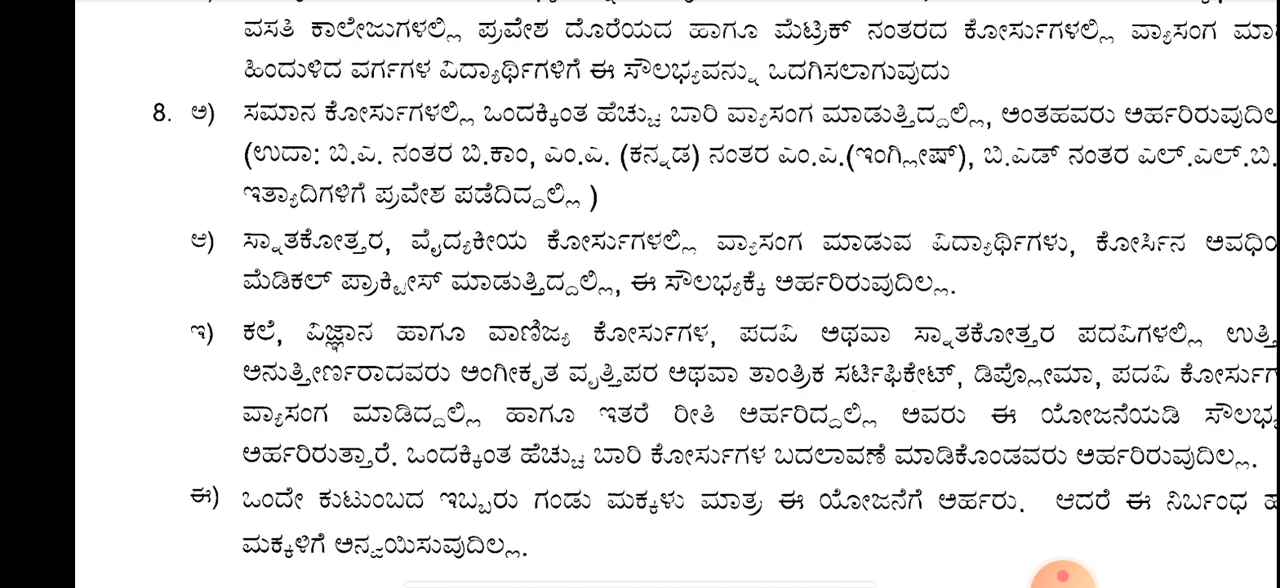 ವಸತಿ ಕಾಲೇಜುಗಳಲ್ಲಿ ಪ್ರವೇಶ ದೊರೆಯದ ಹಾಗೂ ಮೆಟ್ರಿಕ್ ನಂತರದ ಕೋರ್ಸುಗಳಲ್ಲಿ ವ್ಯಾಸಂಗ
ಹಿಂದುಳಿದ ವರ್ಗಗಳ ವಿದ್ಯಾರ್ಥಿಗಳಿಗೆ ಈ ಸೌಲಭ್ಯವನ್ನು ಒದಗಿಸಲಾಗುವುದು
8. ಅ) ಸಮಾನ ಕೋರ್ಸುಗಳಲ್ಲಿ ಒಂದಕ್ಕಿಂತ ಹೆಚ್ಚು ಬಾರಿ ವ್ಯಾಸಂಗ ಮಾಡುತ್ತಿದ್ದಲ್ಲಿ, ಅಂತಹವರು
(ಉದಾ: ಬಿ.ಎ. ನಂತರ ಬಿ.ಕಾಂ, ಎಂ.ಎ. (ಕನ್ನಡ) ನಂತರ ಎಂ.ಎ.(ಇಂಗ್ಲೀಷ್), ಬಿ.ಎಡ್ ನಂತರ ಎಲ್.ಎಲ್.ಬಿ.
ಇತ್ಯಾದಿಗಳಿಗೆ ಪ್ರವೇಶ ಪಡೆದಿದ್ದಲ್ಲಿ )
ಆ) ಸ್ನಾತಕೋತ್ತರ, ವೈದ್ಯಕೀಯ ಕೋರ್ಸುಗಳಲ್ಲಿ ವ್ಯಾಸಂಗ ಮಾಡುವ ವಿದ್ಯಾರ್ಥಿಗಳು, ಕೋರ್ಸಿನ
ಮೆಡಿಕಲ್ ಪ್ರಾಕ್ಟೀಸ್ ಮಾಡುತ್ತಿದ್ದಲ್ಲಿ, ಈ ಸೌಲಭ್ಯಕ್ಕೆ ಅರ್ಹರಿರುವುದಿಲ್ಲ.
ಇ) ಕಲೆ, ವಿಜ್ಞಾನ ಹಾಗೂ ವಾಣಿಜ್ಯ ಕೋರ್ಸುಗಳ, ಪದವಿ ಅಥವಾ ಸ್ನಾತಕೋತ್ತರ ಪದವಿಗಳಲ್ಲಿ
ಅನುತ್ತೀರ್ಣರಾದವರು ಅಂಗೀಕೃತ ವೃತ್ತಿಪರ ಅಥವಾ ತಾಂತ್ರಿಕ ಸರ್ಟಿಫಿಕೇಟ್, ಡಿಪ್ಲೋಮಾ, ಪದವಿ
ವ್ಯಾಸಂಗ ಮಾಡಿದ್ದಲ್ಲಿ ಹಾಗೂ ಇತರೆ ರೀತಿ ಅರ್ಹರಿದ್ದಲ್ಲಿ ಅವರು ಈ ಯೋಜನೆಯಡಿ
ಅರ್ಹರಿರುತ್ತಾರೆ. ಒಂದಕ್ಕಿಂತ ಹೆಚ್ಚು ಬಾರಿ ಕೋರ್ಸುಗಳ ಬದಲಾವಣೆ ಮಾಡಿಕೊಂಡವರು ಅರ್ಹರಿರುವುದಿಲ್ಲ.
ಈ) ಒಂದೇ ಕುಟುಂಬದ ಇಬ್ಬರು ಗಂಡು ಮಕ್ಕಳು ಮಾತ್ರ ಈ ಯೋಜನೆಗೆ ಅರ್ಹರು. ಆದರೆ ಈ ನಿರ್ಬಂಧ
ಮಕ್ಕಳಿಗೆ ಅನ್ವಯಿಸುವುದಿಲ್ಲ.